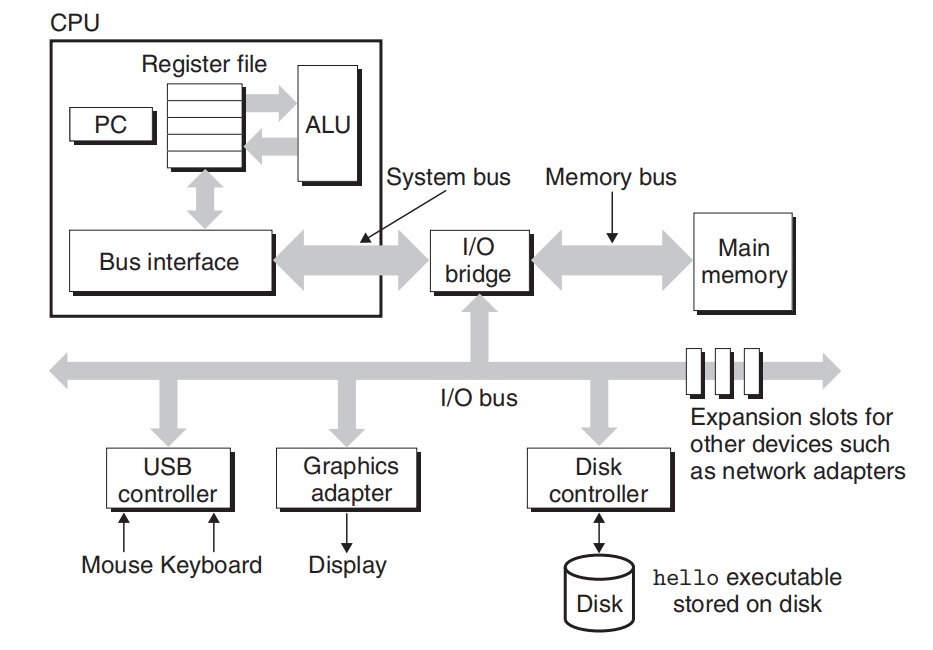 CPU
Register file
PC
ALU
System bus
Memory bus
Bus interface
I/O
bridge
Main
memory
I/O bus
Expansion slots for
other devices such
as network adapters
USB
controller
Graphics
adapter
Disk
controller
Mouse Keyboard
Display
Disk
hello executable
stored on disk